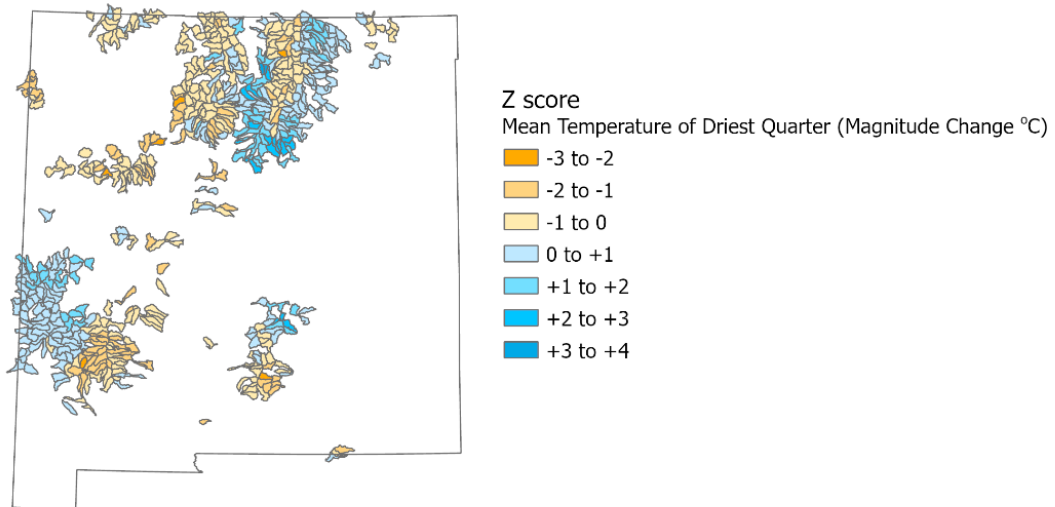 Z score
Mean Temperature of Driest Quarter (Magnitude Change °C)
-3 to -2
-2 to -1
-1 to 0
0 to +1
+1 to +2
+2 to +3
+3 to +4